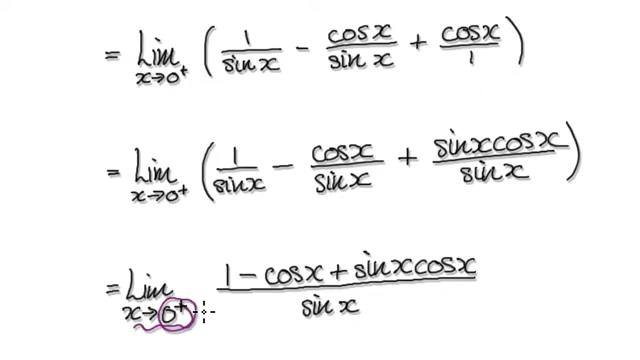 = Lim x→0⁺ ( 1/sinx − cosx/sinx + cosx/1 )
= Lim x→0⁺ ( 1/sinx − cosx/sinx + sinxcosx/sinx )
= Lim x→0⁺ (1 − cosx + sinxcosx)/sinx